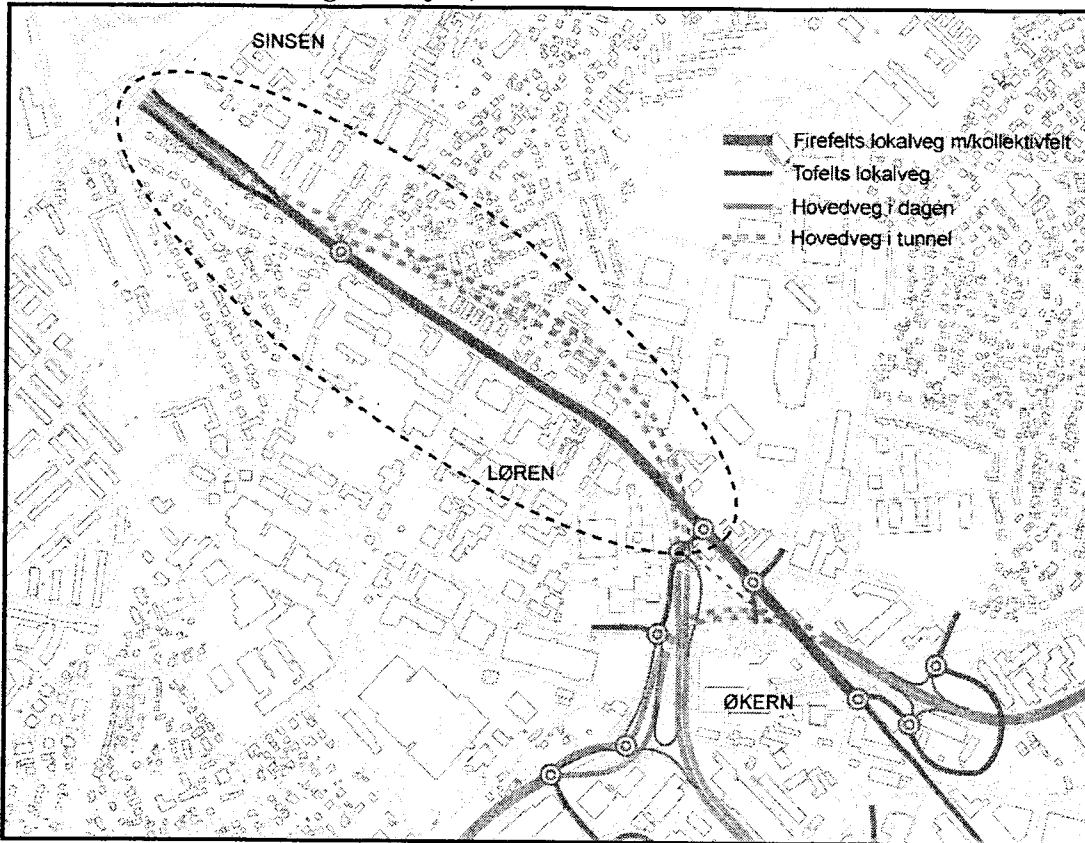 SINSEN
Firefelts lokalveg m/kollektivfelt
Tofelts lokalveg
Hovedveg i dagen
Hovedveg i tunnel
LØREN
ØKERN